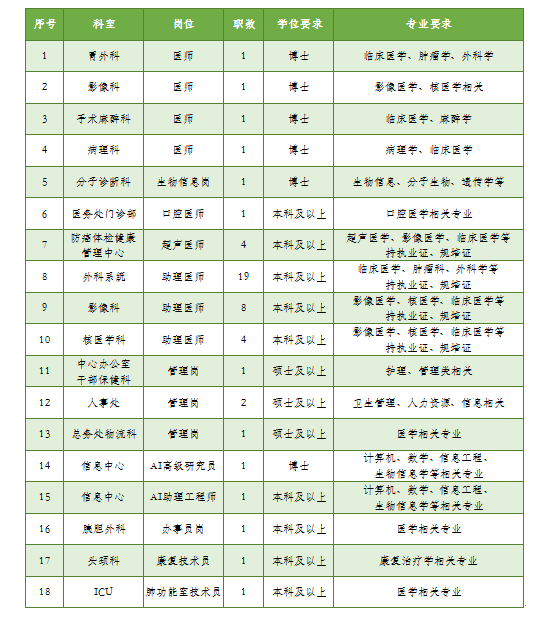 序号 科室 岗位 职数 学位要求 专业要求
1 胃外科 医师 1 博士 临床医学、肿瘤学、外科学
2 影像科 医师 1 博士 影像医学、核医学相关
3 手术麻醉科 医师 1 博士 临床医学、麻醉学
4 病理科 医师 1 博士 病理学、临床医学
5 分子诊断科 生物信息岗 1 博士 生物信息、分子生物、遗传学等
6 医务处门诊部 口腔医师 1 本科及以上 口腔医学相关专业
7 防癌体检健康
管理中心 超声医师 4 本科及以上 超声医学、影像医学、临床医学等
持执业证、规培证
8 外科系统 助理医师 19 本科及以上 临床医学、肿瘤科、外科学等
持执业证、规培证
9 影像科 助理医师 8 本科及以上 影像医学、核医学、临床医学等
持执业证、规培证
10 核医学科 助理医师 4 本科及以上 影像医学、核医学、临床医学等
持执业证、规培证
11 中心办公室
干部保健科 管理岗 1 硕士及以上 护理、管理类相关
12 人事处 管理岗 2 硕士及以上 卫生管理、人力资源、信息相关
13 总务处物流科 管理岗 1 硕士及以上 医学相关专业
14 信息中心 AI高级研究员 1 博士 计算机、数学、信息工程、
生物信息学等相关专业
15 信息中心 AI助理工程师 1 本科及以上 计算机、数学、信息工程、
生物信息学等相关专业
16 胰胆外科 办事员岗 1 本科及以上 医学相关专业
17 头颈科 康复技术员 1 本科及以上 康复治疗学相关专业
18 ICU 肺功能室技术员 1 本科及以上 医学相关专业